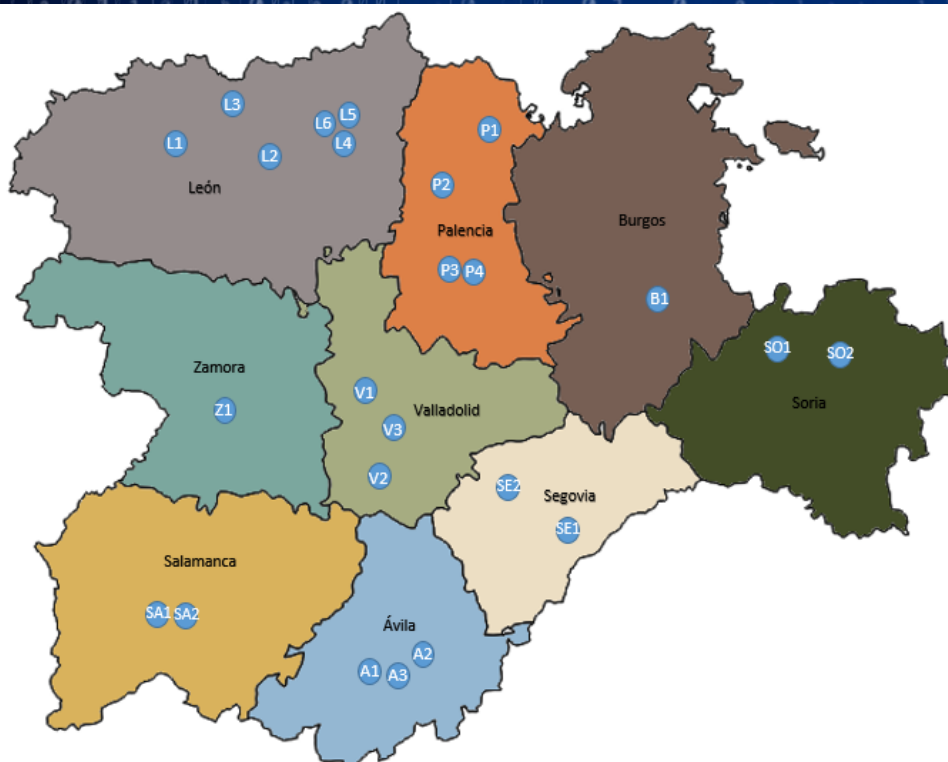 L3
L5
L6
L1
L4
L2
León
P1
P2
Palencia
P3
P4
Burgos
B1
SO1
SO2
Soria
Zamora
Z1
V1
Valladolid
V3
V2
SE2
Segovia
SE1
Salamanca
SA1
SA2
Ávila
A2
A1
A3